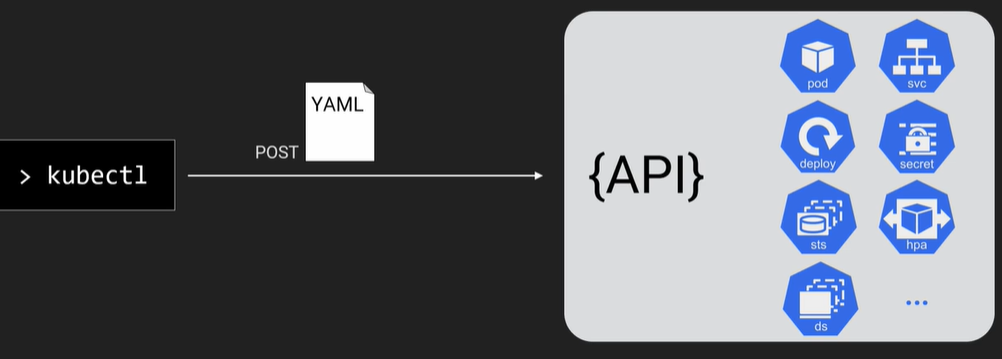 > kubectl
POST
YAML
{API}
pod
svc
deploy
secret
sts
hpa
ds
...